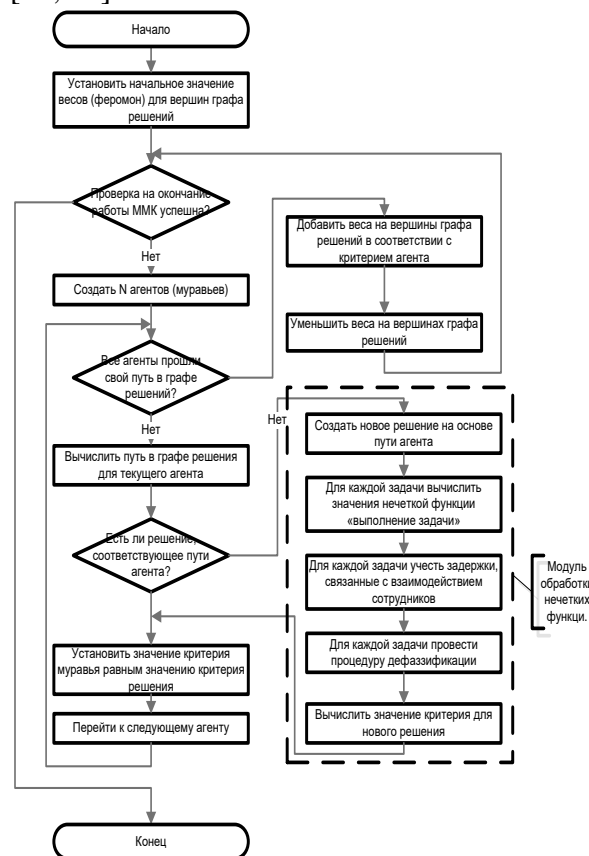 Начало
Установить начальное значение
весов (феромон) для вершин графа
решений
Проверка на окончание
работы ММК успешна?
Нет
Создать N агентов (муравьев)
Все агенты прошли
свой путь в графе
решений?
Нет
Вычислить путь в графе решения
для текущего агента
Есть ли решение,
соответствующее пути
агента?
Установить значение критерия
муравья равным значению критерия
решения
Перейти к следующему агенту
Конец
Добавить веса на вершины графа
решений в соответствии с
критерием агента
Уменьшить веса на вершинах графа
решений
Нет
Создать новое решение на основе
пути агента
Для каждой задачи вычислить
значения нечеткой функции
«выполнение задачи»
Для каждой задачи учесть задержки,
связанные с взаимодействием
сотрудников
Для каждой задачи провести
процедуру дефаззификации
Вычислить значение критерия для
нового решения
Модуль
обработки
нечетких
функци.